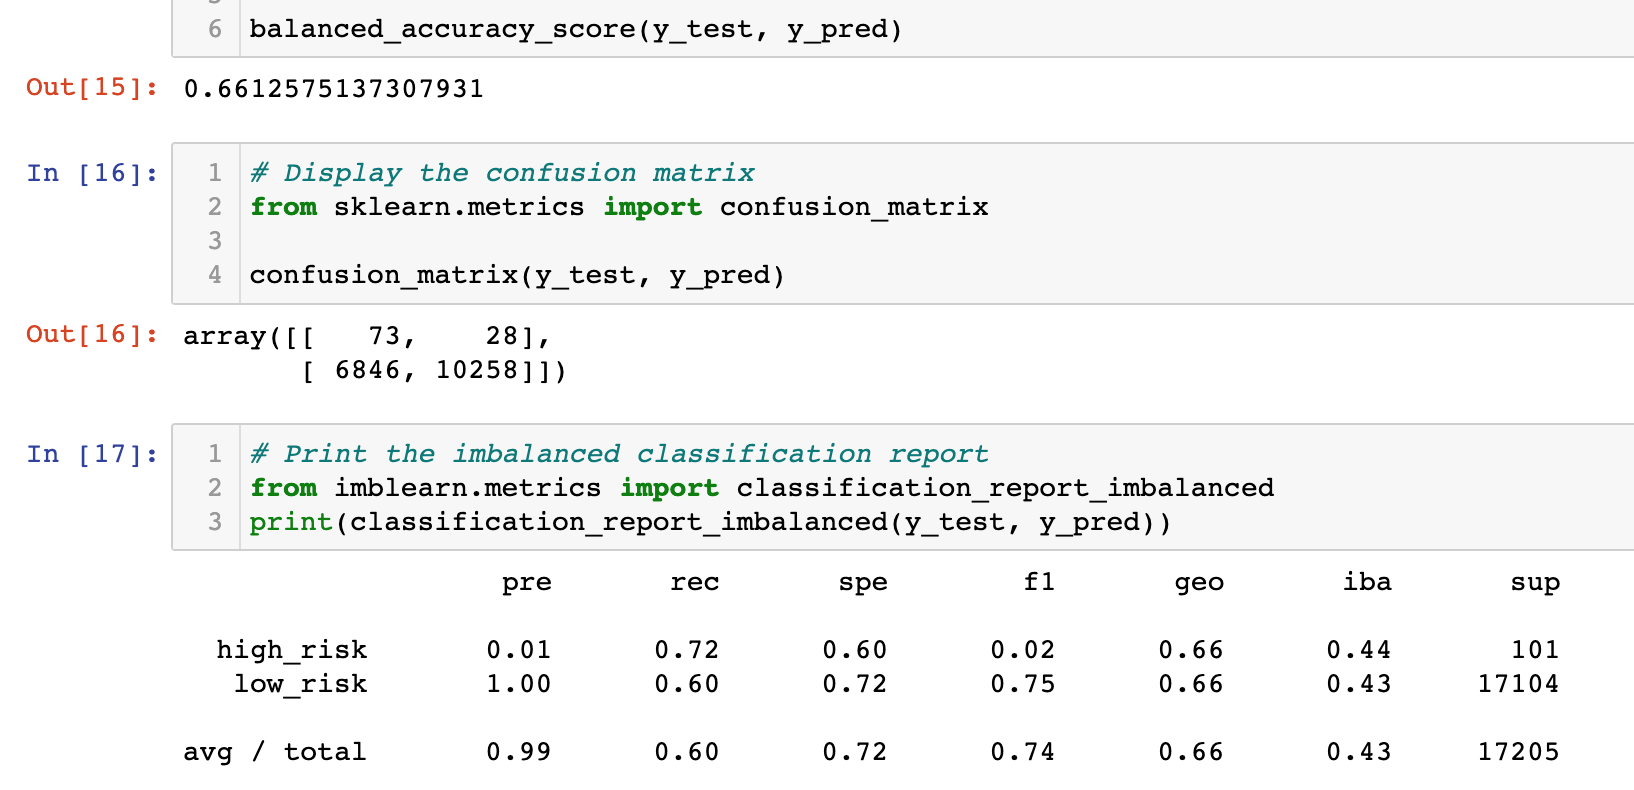 6 balanced_accuracy_score(y_test, y_pred)
Out[15]: 0.6612575137307931
In [16]: 1 # Display the confusion matrix
2 from sklearn.metrics import confusion_matrix
3
4 confusion_matrix(y_test, y_pred)
Out[16]: array([[   73,    28],
       [ 6846, 10258]])
In [17]: 1 # Print the imbalanced classification report
2 from imblearn.metrics import classification_report_imbalanced
3 print(classification_report_imbalanced(y_test, y_pred))
pre rec spe f1 geo iba sup
high_risk 0.01 0.72 0.60 0.02 0.66 0.44 101
low_risk 1.00 0.60 0.72 0.75 0.66 0.43 17104
avg / total 0.99 0.60 0.72 0.74 0.66 0.43 17205